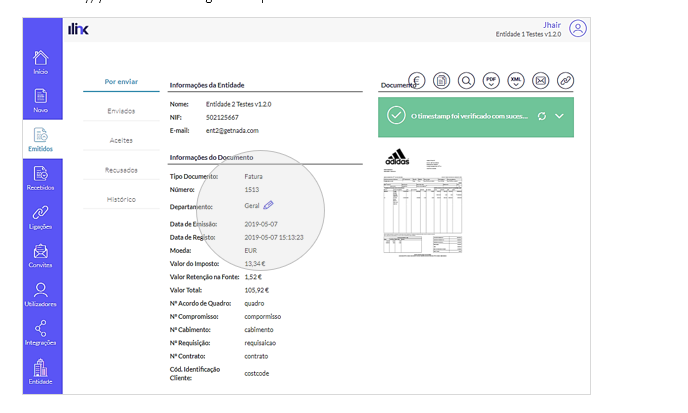 ilink
Jhair
Entidade 1 Testes v1.2.0
Início
Novo
Emitidos
Recebidos
Ligações
Convites
Utilizadores
Integrações
Entidade
Por enviar
Enviados
Aceites
Recusados
Histórico
Informações da Entidade
Nome: Entidade 2 Testes v1.2.0
NIF: 502125667
E-mail: ent2@getnada.com
Informações do Documento
Tipo Documento: Fatura
Número: 1513
Departamento: Geral
Data de Emissão: 2019-05-07
Data de Registo: 2019-05-07 15:13:23
Moeda: EUR
Valor do Imposto: 13,34 €
Valor Retenção na Fonte: 1,52 €
Valor Total: 105,92 €
Nº Acordo de Quadro: quadro
Nº Compromisso: compormisso
Nº Cabimento: cabimento
Nº Requisição: requisaicao
Nº Contrato: contrato
Cód. Identificação
Cliente: costcode
Documento
PDF
XML
O timestamp foi verificado com suces...
adidas